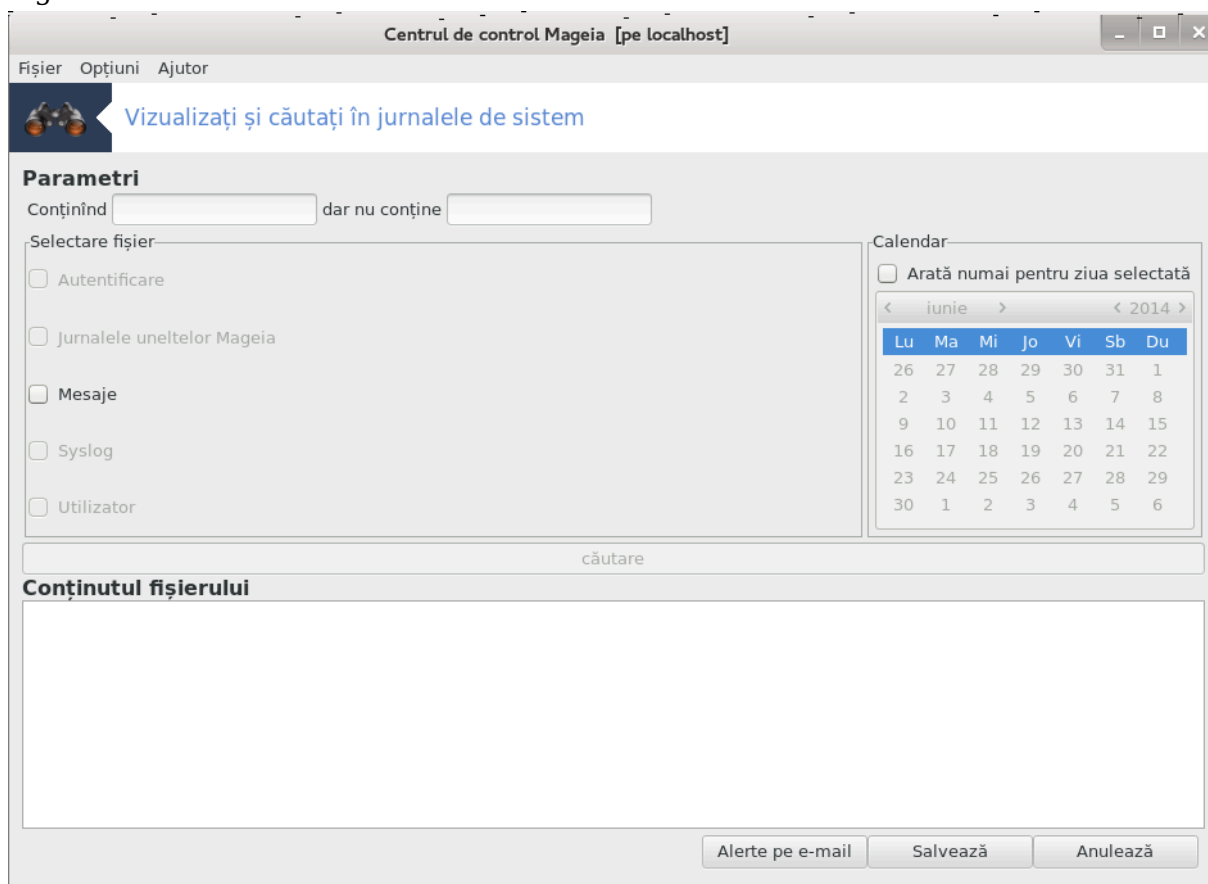 Centrul de control Mageia [pe localhost]
Fișier Opțiuni Ajutor
Vizualizați și căutați în jurnalele de sistem
Parametri
Conținînd dar nu conține
Selectare fișier
Autentificare
Jurnalele uneltelor Mageia
Mesaje
Syslog
Utilizator
Calendar
Arată numai pentru ziua selectată
< iunie > < 2014 >
Lu Ma Mi Jo Vi Sb Du
26 27 28 29 30 31 1
2 3 4 5 6 7 8
9 10 11 12 13 14 15
16 17 18 19 20 21 22
23 24 25 26 27 28 29
30 1 2 3 4 5 6
căutare
Conținutul fișierului
Alerte pe e-mail Salvează Anulează